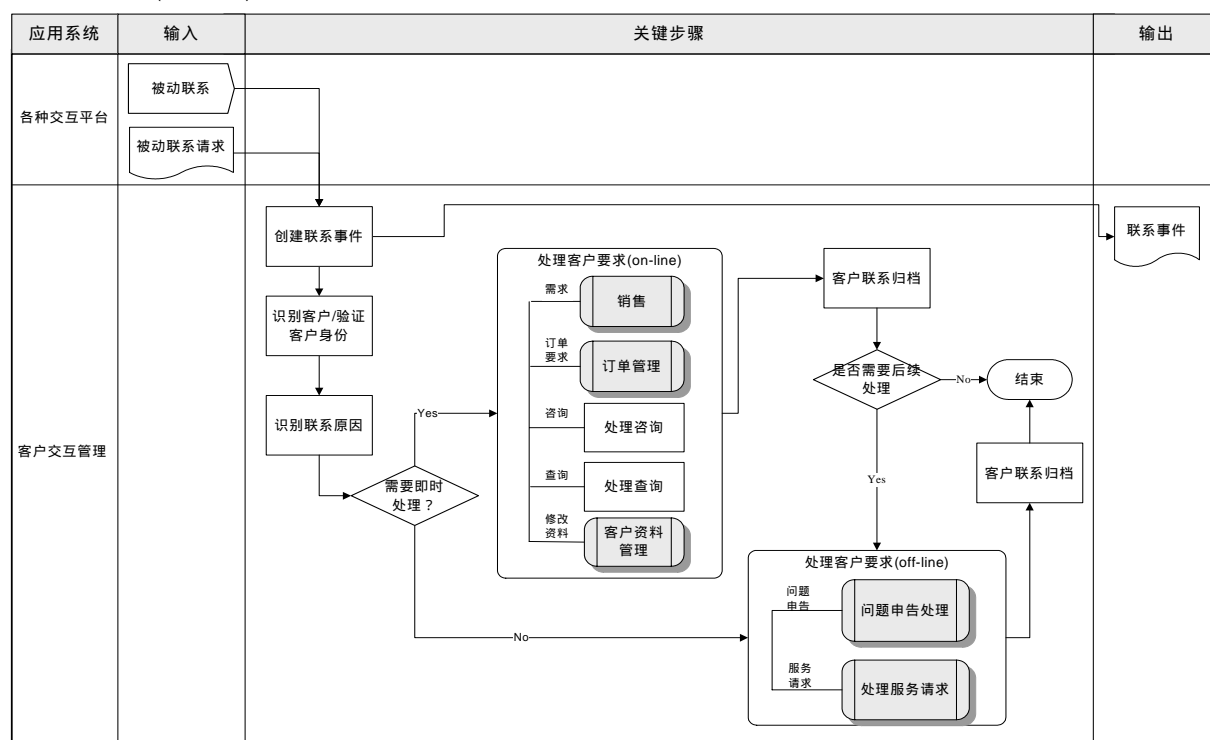 应用系统
输入
关键步骤
输出
各种交互平台
被动联系
被动联系请求
客户交互管理
创建联系事件
联系事件
识别客户/验证
客户身份
识别联系原因
需要即时
处理？
Yes
No
处理客户要求(on-line)
需求
销售
订单
要求
订单管理
咨询
处理咨询
查询
处理查询
修改
资料
客户资料
管理
客户联系归档
是否需要后续
处理
No
结束
Yes
客户联系归档
处理客户要求(off-line)
问题
申告
问题申告处理
服务
请求
处理服务请求